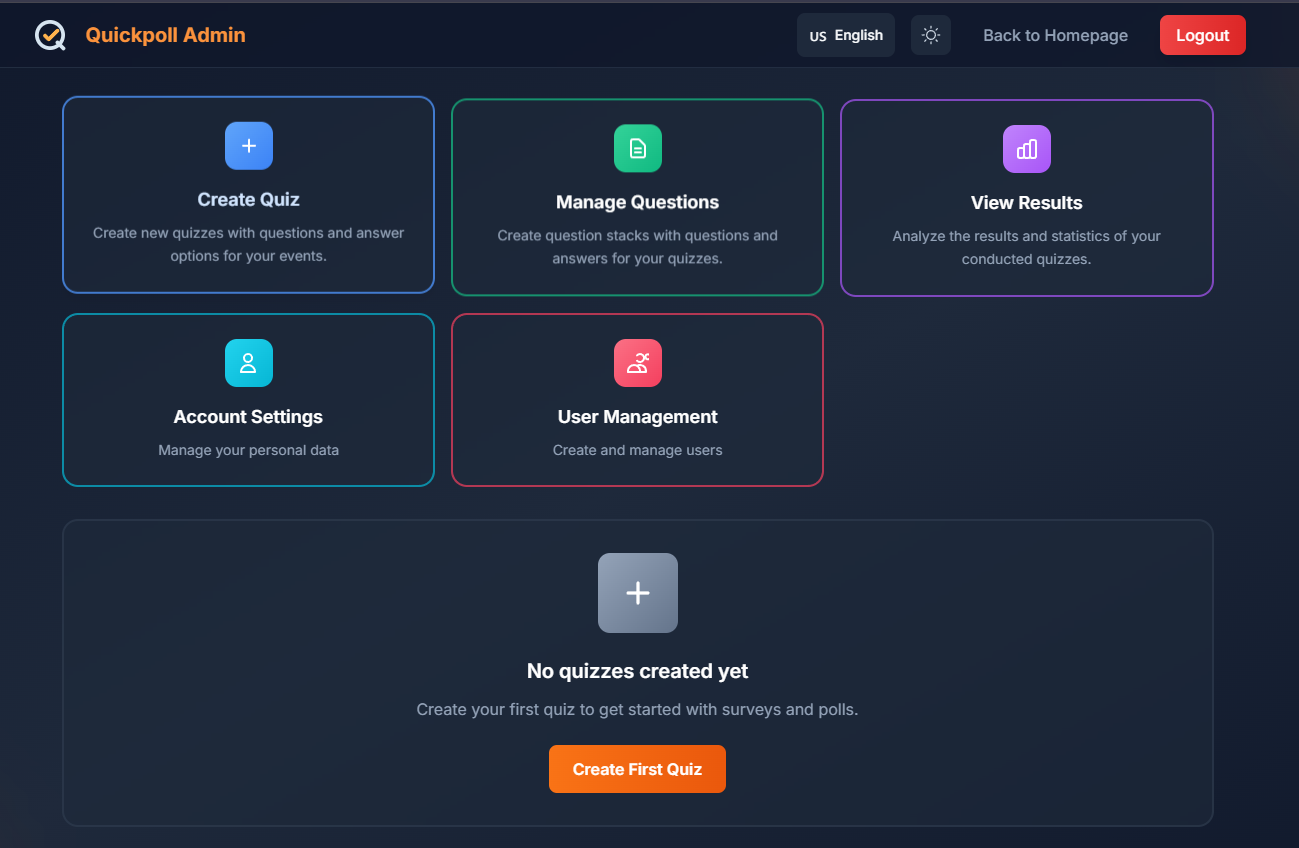 Quickpoll Admin
US English
Back to Homepage
Logout
Create Quiz
Create new quizzes with questions and answer
options for your events.
Manage Questions
Create question stacks with questions and
answers for your quizzes.
View Results
Analyze the results and statistics of your
conducted quizzes.
Account Settings
Manage your personal data
User Management
Create and manage users
No quizzes created yet
Create your first quiz to get started with surveys and polls.
Create First Quiz